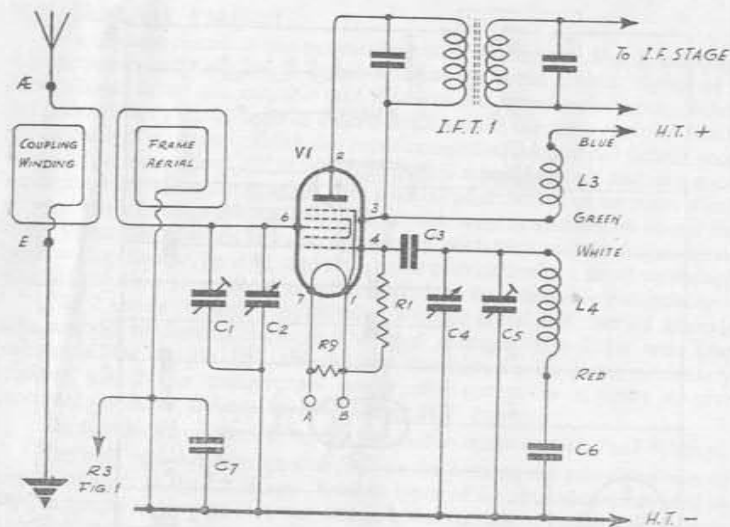 Æ
COUPLING
WINDING
E
FRAME
AERIAL
V1
2
6
3
4
7
1
I.F.T. 1
To I.F. STAGE
H.T. +
BLUE
L3
GREEN
C3
WHITE
R1
C1
C2
C4
C5
L4
R9
A
B
RED
R3
FIG. 1
C7
C6
H.T. -